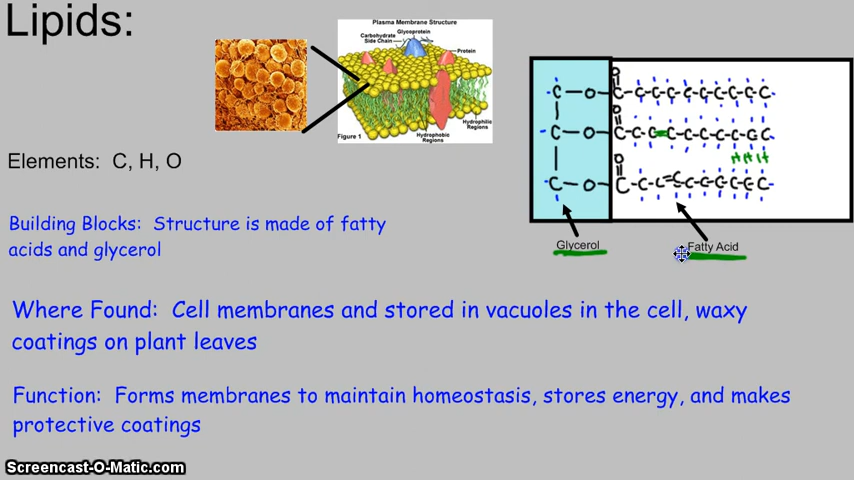 Lipids:
Plasma Membrane Structure
Glycoprotein
Carbohydrate
Side Chain
Protein
Figure 1
Hydrophobic
Regions
Hydrophilic
Regions
Elements: C, H, O
Building Blocks: Structure is made of fatty
acids and glycerol
C-O-C-C-C-C-C-C-C-C-C-C-C
O
C-O-C-C-C=C-C-C-C-C-C-C
H H H
O
C-O-C-C-C=C-C-C-C-C-C-C
Glycerol
Fatty Acid
Where Found: Cell membranes and stored in vacuoles in the cell, waxy
coatings on plant leaves
Function: Forms membranes to maintain homeostasis, stores energy, and makes
protective coatings
Screencast-O-Matic.com